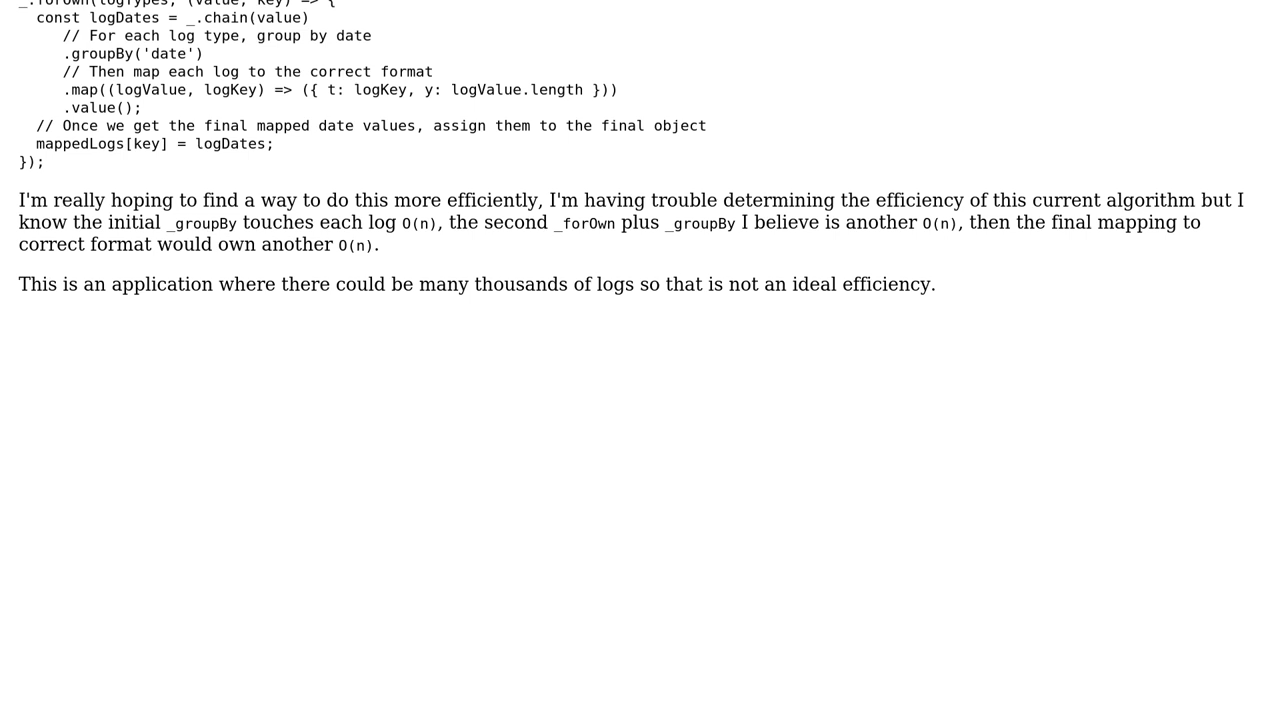 _.forOwn(logTypes, (value, key) => {
  const logDates = _.chain(value)
     // For each log type, group by date
     .groupBy('date')
     // Then map each log to the correct format
     .map((logValue, logKey) => ({ t: logKey, y: logValue.length }))
     .value();
  // Once we get the final mapped date values, assign them to the final object
  mappedLogs[key] = logDates;
});
I'm really hoping to find a way to do this more efficiently, I'm having trouble determining the efficiency of this current algorithm but I
know the initial _groupBy touches each log O(n), the second _forOwn plus _groupBy I believe is another O(n), then the final mapping to
correct format would own another O(n).
This is an application where there could be many thousands of logs so that is not an ideal efficiency.